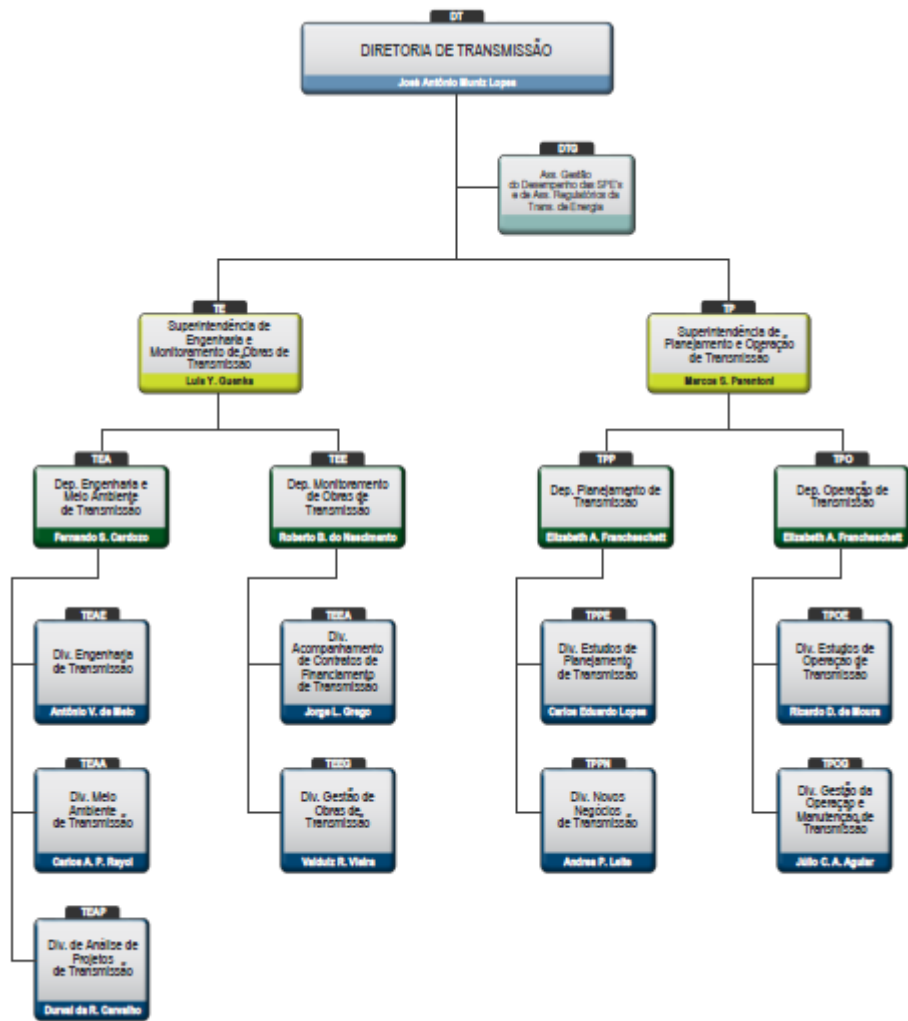 DT
DIRETORIA DE TRANSMISSÃO
José Antônio Muniz Lopes
DTG
Ass. Gestão
do Desempenho das SPE's
e de Ass. Regulatórios da
Trans. de Energia
TE
Superintendência de
Engenharia e
Monitoramento de Obras de
Transmissão
Luis Y.
TP
Superintendência de
Planejamento e Operação
de Transmissão
Marcos S. Parentoni
TEA
Dep. Engenharia e
Meio Ambiente
de Transmissão
Fernando S. Cardozo
TEE
Dep. Monitoramento
de Obras de
Transmissão
Roberto B. do Nascimento
TPP
Dep. Planejamento de
Transmissão
Elizabeth A. Francheschett
TPO
Dep. Operação de
Transmissão
Elizabeth A. Francheschett
TEAE
Div. Engenharia
de Transmissão
Antônio V. de Melo
TEEA
Div.
Acompanhamento
de Contratos de
Financiamento
de Transmissão
Jorge L. Grego
TPPE
Div. Estudos de
Planejamento
de Transmissão
Carlos Eduardo Lopes
TPOE
Div. Estudos de
Operação de
Transmissão
Ricardo D. de Moura
TEAA
Div. Meio
Ambiente
de Transmissão
Carlos A. P. Rayol
TEEG
Div. Gestão de
Obras de
Transmissão
Valduiz R. Vieira
TPPN
Div. Novos
Negócios
de Transmissão
Andrea P. Leite
TPOG
Div. Gestão da
Operação e
Manutenção de
Transmissão
Júlio C. A. Aguiar
TEAP
Div. de Análise de
Projetos
de Transmissão
Durval da R. Carvalho